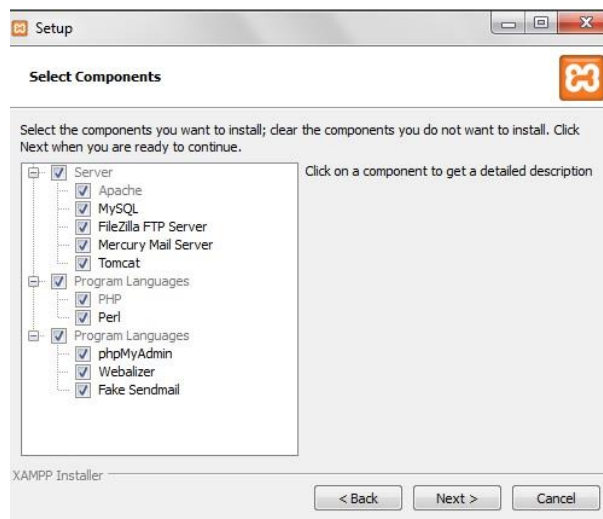 Setup
Select Components
Select the components you want to install; clear the components you do not want to install. Click
Next when you are ready to continue.
Server
Apache
MySQL
FileZilla FTP Server
Mercury Mail Server
Tomcat
Program Languages
PHP
Perl
Program Languages
phpMyAdmin
Webalizer
Fake Sendmail
Click on a component to get a detailed description
XAMPP Installer
< Back
Next >
Cancel